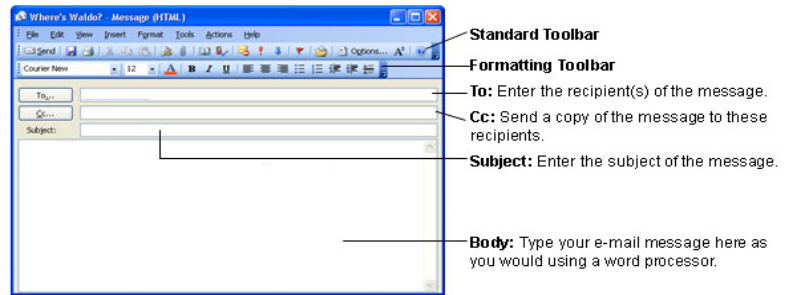 Where's Waldo? - Message (HTML)
File Edit View Insert Format Tools Actions Help
Send Options...
Courier New 12 A B I U
To...
Cc...
Subject:
Standard Toolbar
Formatting Toolbar
To: Enter the recipient(s) of the message.
Cc: Send a copy of the message to these
recipients.
Subject: Enter the subject of the message.
Body: Type your e-mail message here as
you would using a word processor.